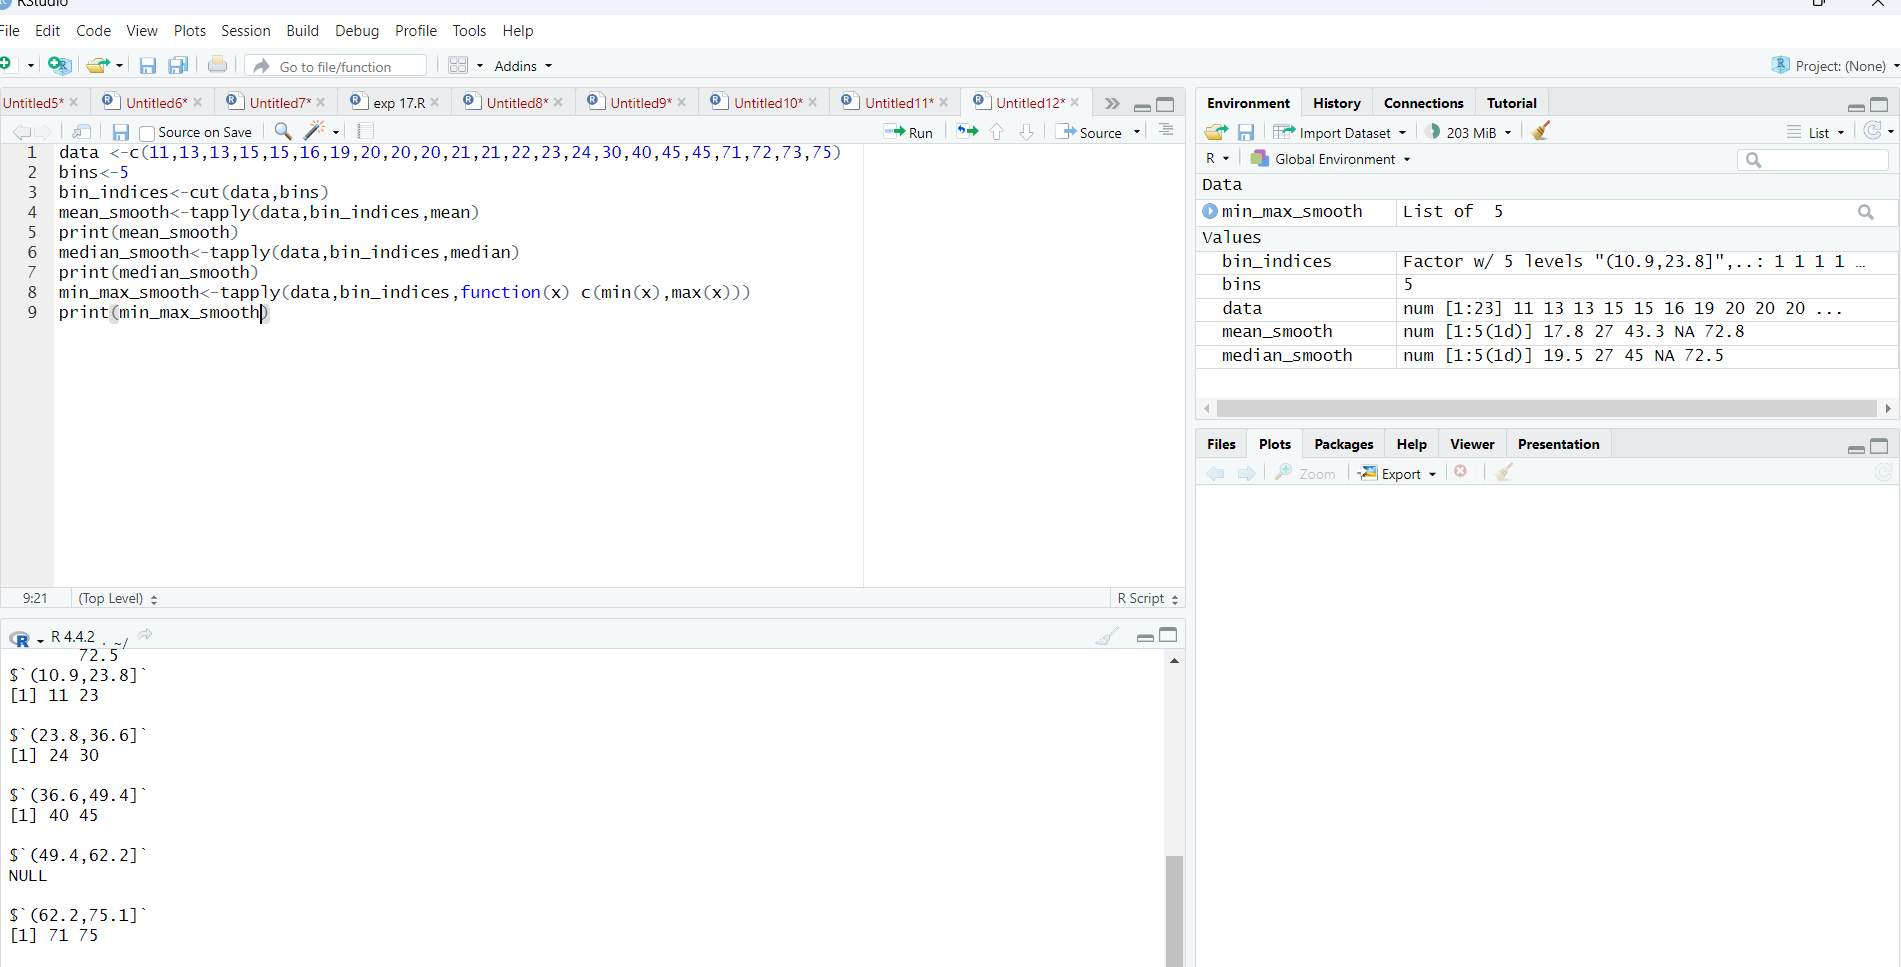 RStudio
File Edit Code View Plots Session Build Debug Profile Tools Help
Go to file/function Addins Project: (None)
Untitled5* Untitled6* Untitled7* exp 17.R Untitled8* Untitled9* Untitled10* Untitled11* Untitled12*
Source on Save Run Source
1 data <-c(11,13,13,15,15,16,19,20,20,20,21,21,22,23,24,30,40,45,45,71,72,73,75)
2 bins<-5
3 bin_indices<-cut(data,bins)
4 mean_smooth<-tapply(data,bin_indices,mean)
5 print(mean_smooth)
6 median_smooth<-tapply(data,bin_indices,median)
7 print(median_smooth)
8 min_max_smooth<-tapply(data,bin_indices,function(x) c(min(x),max(x)))
9 print(min_max_smooth)
9:21 (Top Level) R Script
R 4.4.2 . ~/
72.5
$`(10.9,23.8]`
[1] 11 23
$`(23.8,36.6]`
[1] 24 30
$`(36.6,49.4]`
[1] 40 45
$`(49.4,62.2]`
NULL
$`(62.2,75.1]`
[1] 71 75
Environment History Connections Tutorial
Import Dataset 203 MiB List
R Global Environment
Data
min_max_smooth List of 5
Values
bin_indices Factor w/ 5 levels "(10.9,23.8]",..: 1 1 1 1 …
bins 5
data num [1:23] 11 13 13 15 15 16 19 20 20 20 ...
mean_smooth num [1:5(1d)] 17.8 27 43.3 NA 72.8
median_smooth num [1:5(1d)] 19.5 27 45 NA 72.5
Files Plots Packages Help Viewer Presentation
Zoom Export